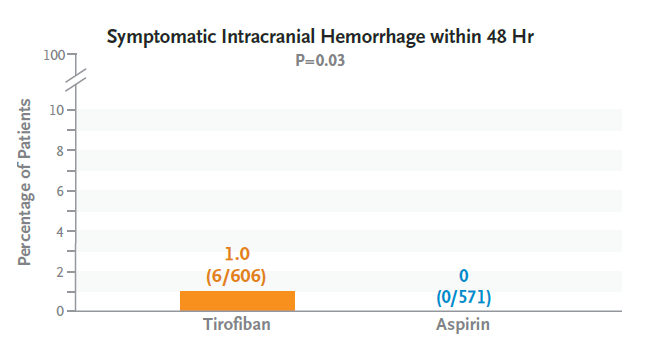 Symptomatic Intracranial Hemorrhage within 48 Hr
P=0.03
Percentage of Patients
100
10
8
6
4
2
0
1.0
(6/606)
0
(0/571)
Tirofiban
Aspirin